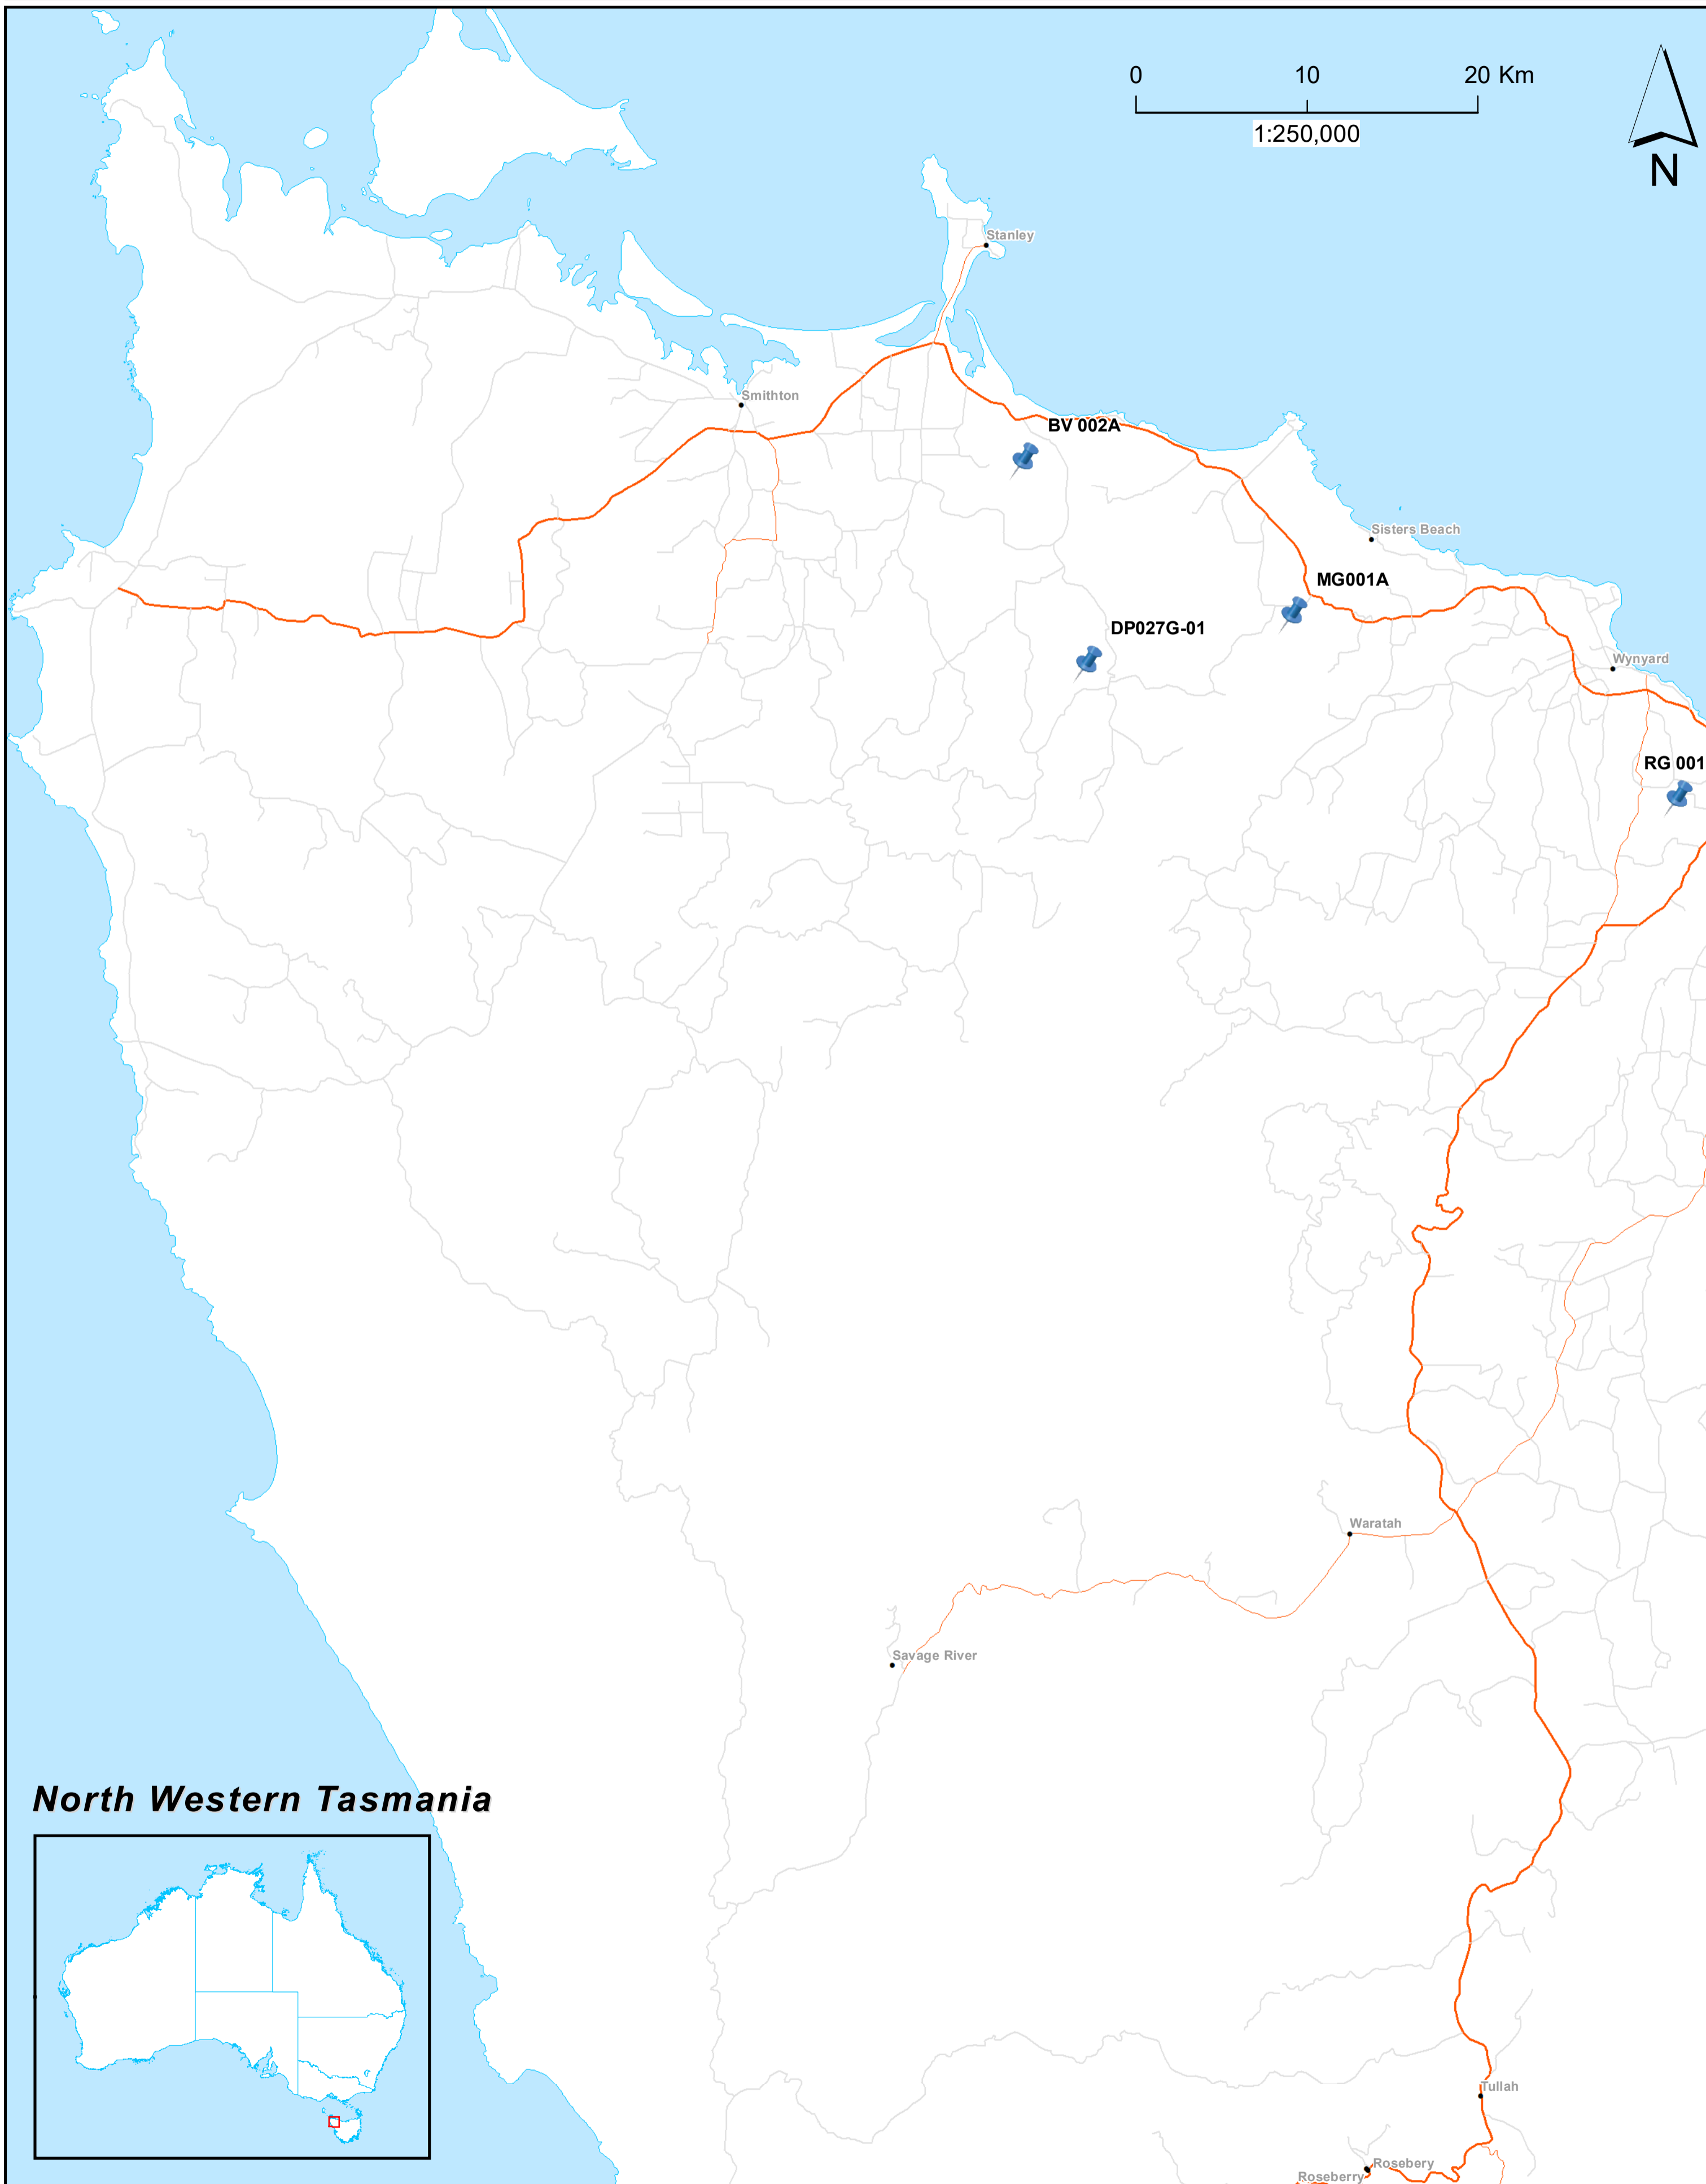 0 10 20 Km
1:250,000
N
Stanley
Smithton
BV 002A
Sisters Beach
MG001A
DP027G-01
Wynyard
RG 001
Waratah
Savage River
North Western Tasmania
Tullah
Rosebery
Roseberry